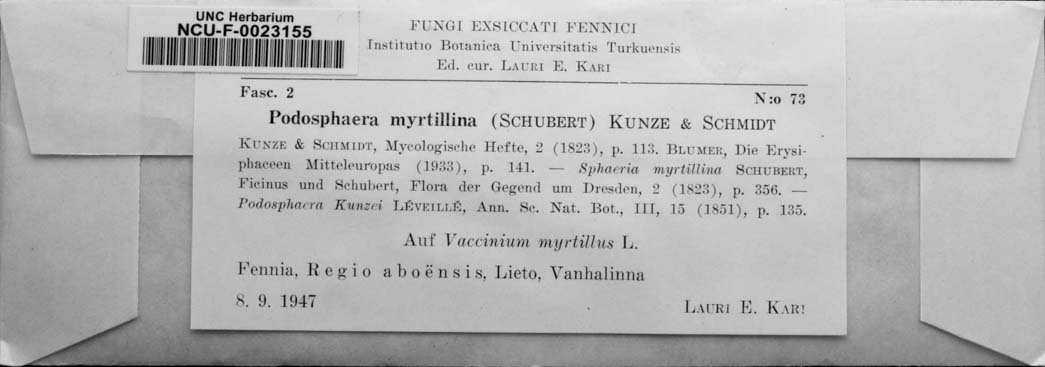 UNC Herbarium
NCU-F-0023155
FUNGI EXSICCATI FENNICI
Institutio Botanica Universitatis Turkuensis
Ed. cur. LAURI E. KARI
Fasc. 2
N:o 73
Podosphaera myrtillina (SCHUBERT) KUNZE & SCHMIDT
KUNZE & SCHMIDT, Mycologische Hefte, 2 (1823), p. 113. BLUMER, Die Erysi-
phaceen Mitteleuropas (1933), p. 141. — Sphaeria myrtillina SCHUBERT,
Ficinus und Schubert, Flora der Gegend um Dresden, 2 (1823), p. 356. —
Podosphaera Kunzei LÉVEILLÉ, Ann. Sc. Nat. Bot., III, 15 (1851), p. 135.
Auf Vaccinium myrtillus L.
Fennia, Regio aboënsis, Lieto, Vanhalinna
8. 9. 1947
LAURI E. KARI